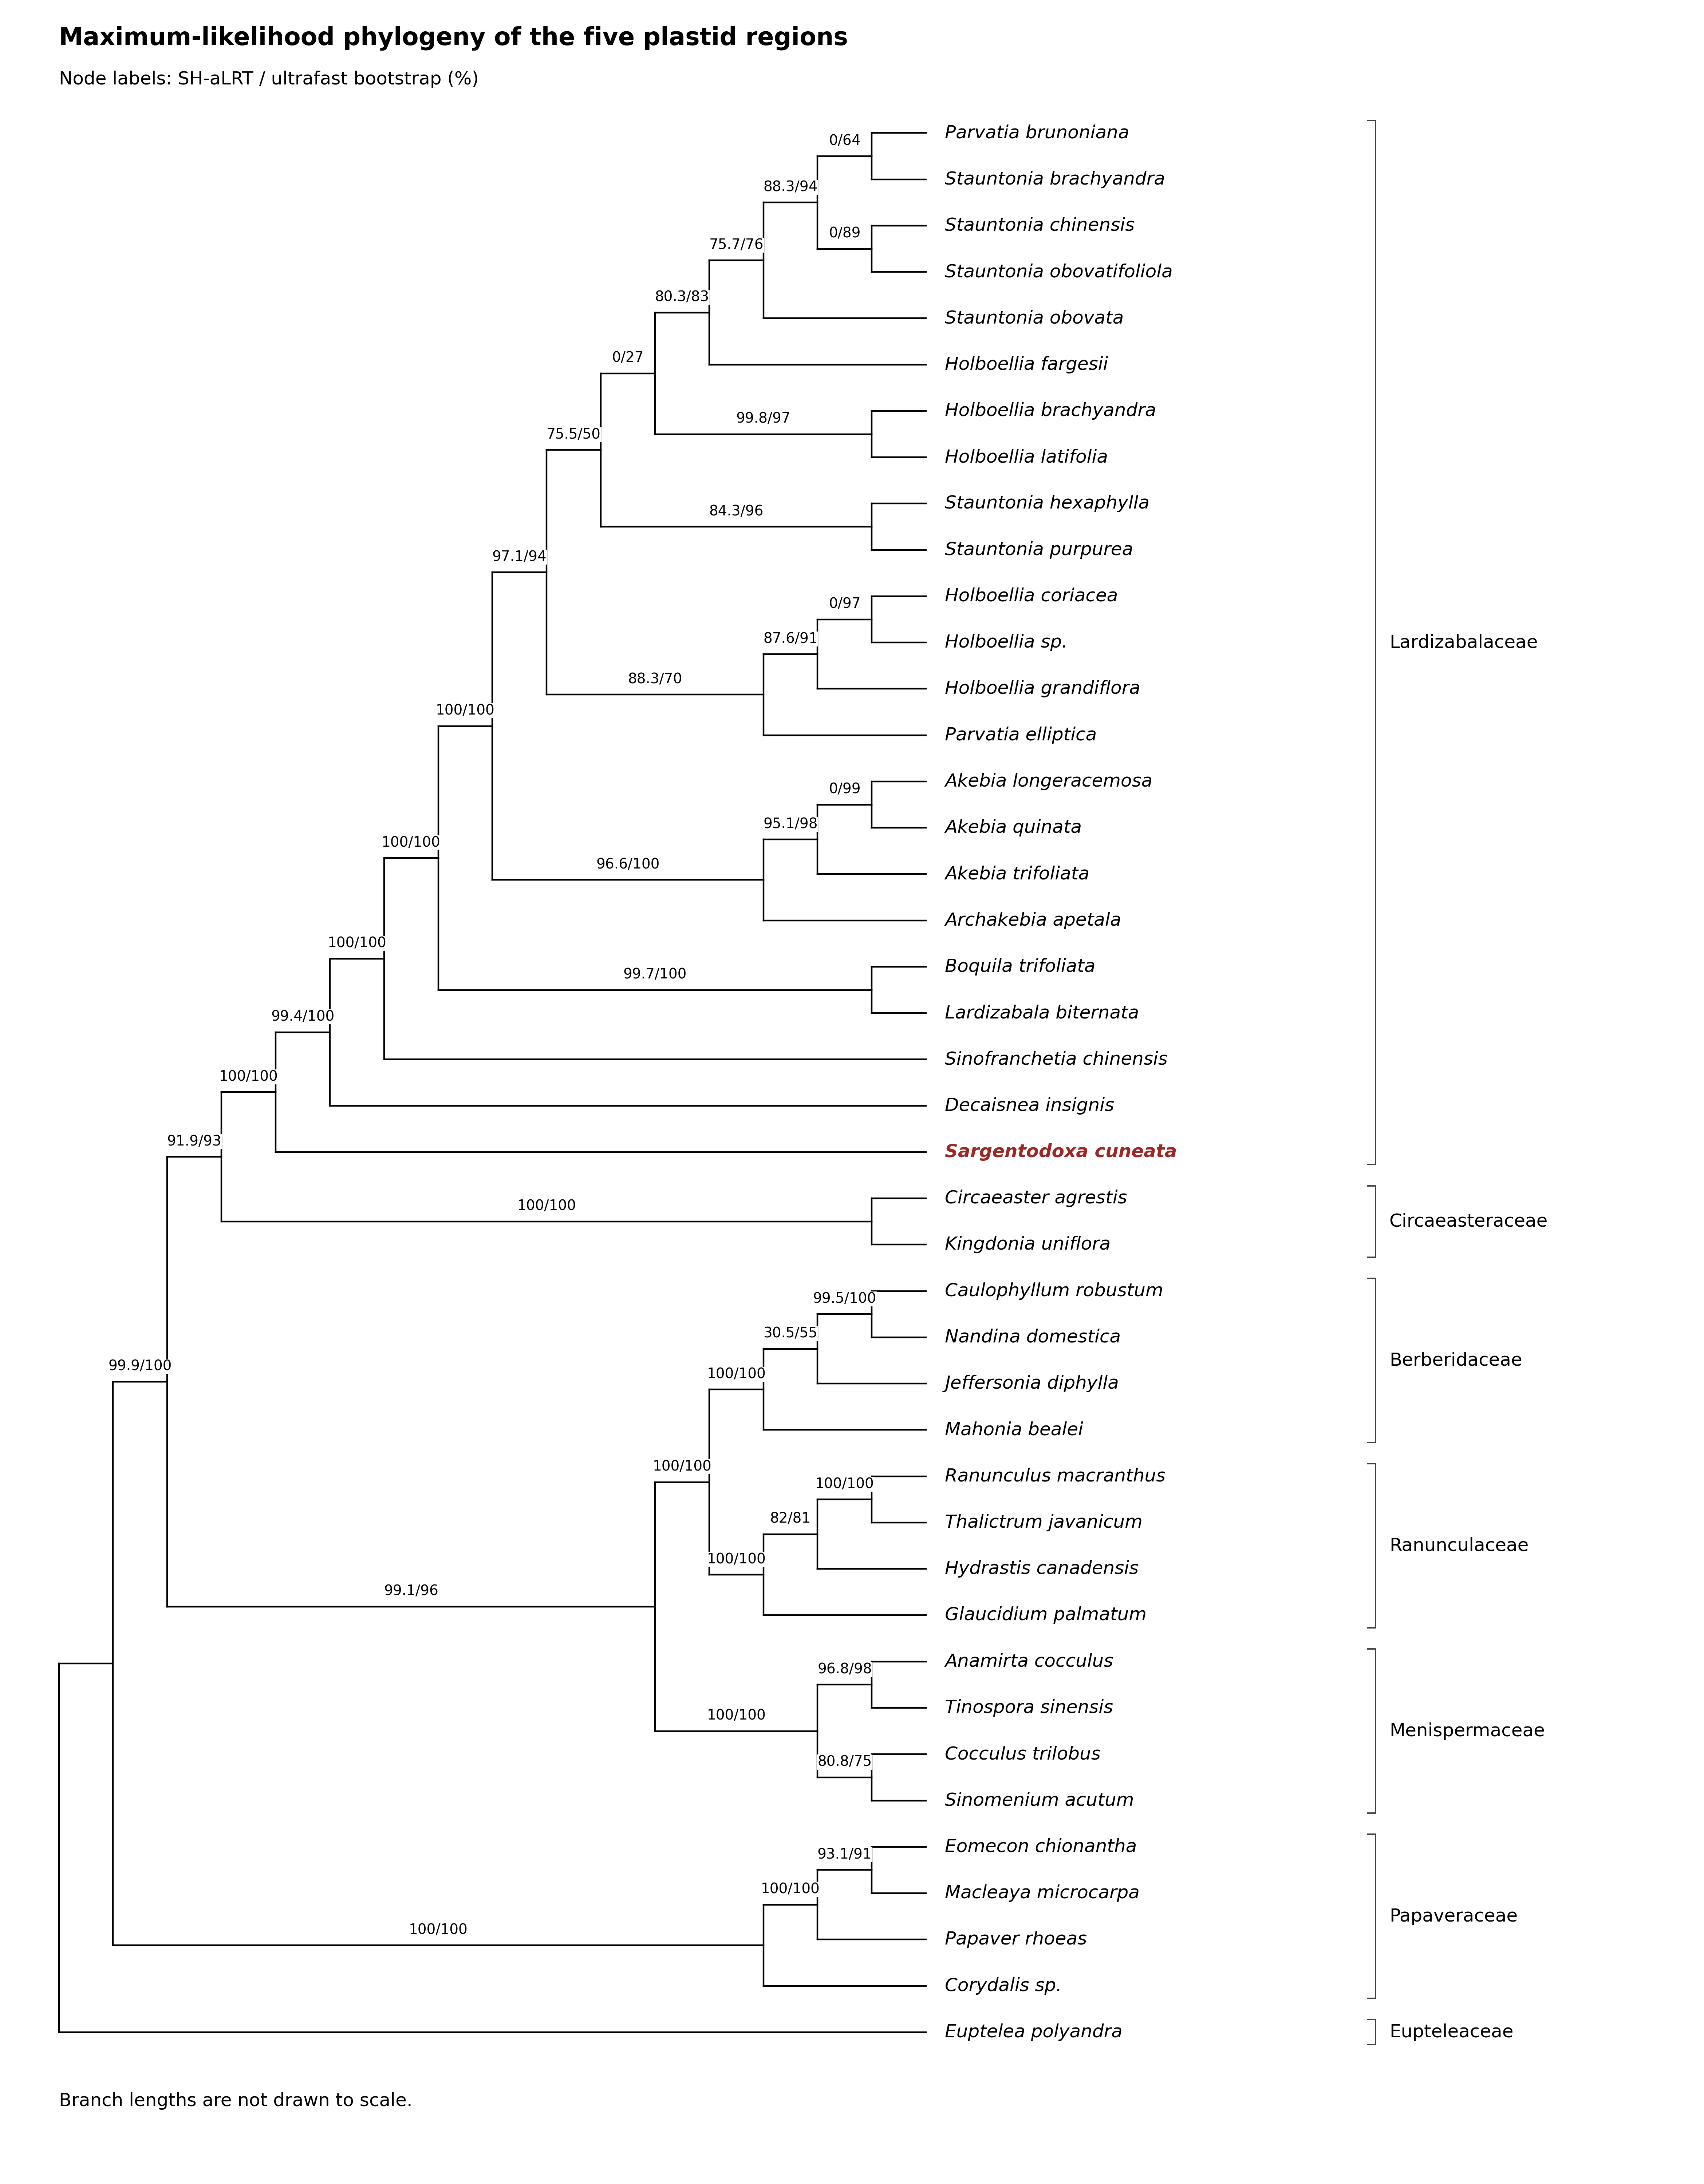 Maximum-likelihood phylogeny of the five plastid regions
Node labels: SH-aLRT / ultrafast bootstrap (%)
Parvatia brunoniana
0/64
Stauntonia brachyandra
88.3/94
Stauntonia chinensis
0/89
75.7/76
Stauntonia obovatifoliola
80.3/83
Stauntonia obovata
0/27
Holboellia fargesii
Holboellia brachyandra
99.8/97
75.5/50
Holboellia latifolia
Stauntonia hexaphylla
84.3/96
Stauntonia purpurea
97.1/94
Holboellia coriacea
0/97
Holboellia sp.
87.6/91
Lardizabalaceae
88.3/70
Holboellia grandiflora
100/100
Parvatia elliptica
Akebia longeracemosa
0/99
95.1/98
Akebia quinata
100/100
96.6/100
Akebia trifoliata
Archakebia apetala
100/100
Boquila trifoliata
99.7/100
99.4/100
Lardizabala biternata
Sinofranchetia chinensis
100/100
Decaisnea insignis
91.9/93
Sargentodoxa cuneata
Circaeaster agrestis
100/100
Circaeasteraceae
Kingdonia uniflora
Caulophyllum robustum
99.5/100
30.5/55
Nandina domestica
99.9/100
Berberidaceae
100/100
Jeffersonia diphylla
Mahonia bealei
100/100
Ranunculus macranthus
100/100
82/81
Thalictrum javanicum
Ranunculaceae
100/100
Hydrastis canadensis
99.1/96
Glaucidium palmatum
Anamirta cocculus
96.8/98
Tinospora sinensis
100/100
Menispermaceae
Cocculus trilobus
80.8/75
Sinomenium acutum
Eomecon chionantha
93.1/91
100/100
Macleaya microcarpa
Papaveraceae
100/100
Papaver rhoeas
Corydalis sp.
Euptelea polyandra
Eupteleaceae
Branch lengths are not drawn to scale.